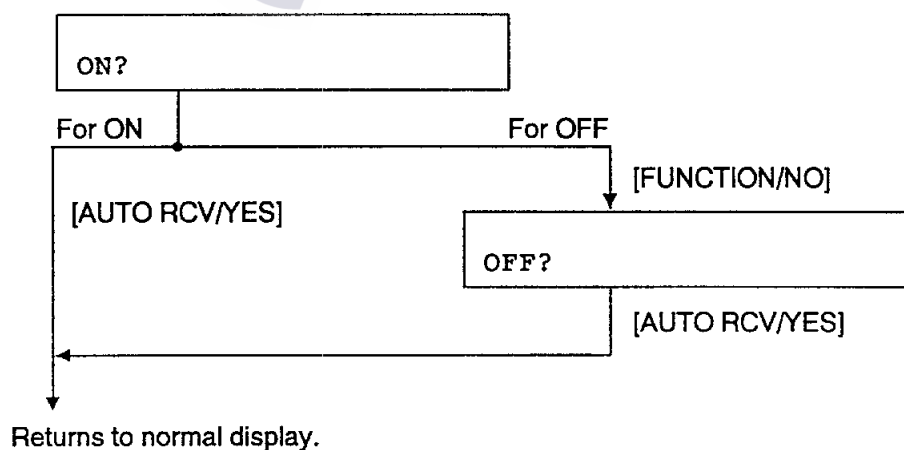 ON?
For ON
For OFF
[FUNCTION/NO]
[AUTO RCV/YES]
OFF?
[AUTO RCV/YES]
Returns to normal display.